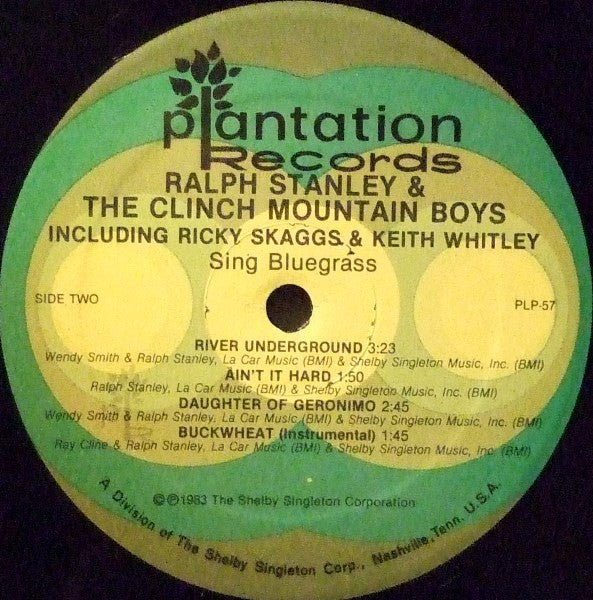 plantation
Records
RALPH STANLEY &
THE CLINCH MOUNTAIN BOYS
INCLUDING RICKY SKAGGS & KEITH WHITLEY
Sing Bluegrass
SIDE TWO
PLP-57
RIVER UNDERGROUND 3:23
Wendy Smith & Ralph Stanley, La Car Music (BMI) & Shelby Singleton Music, Inc. (BMI)
AIN'T IT HARD 1:50
Ralph Stanley, La Car Music (BMI) & Shelby Singleton Music, Inc. (BMI)
DAUGHTER OF GERONIMO 2:45
Wendy Smith & Ralph Stanley, La Car Music (BMI) & Shelby Singleton Music, Inc. (BMI)
BUCKWHEAT (Instrumental) 1:45
Ray Cline & Ralph Stanley, La Car Music (BMI) & Shelby Singleton Music, Inc. (BMI)
©℗1983 The Shelby Singleton Corporation
A Division of The Shelby Singleton Corp., Nashville, Tenn. U.S.A.